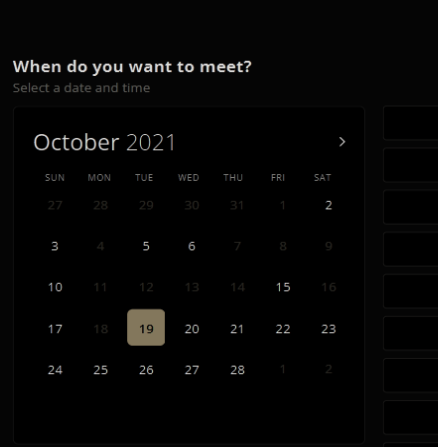 When do you want to meet?
Select a date and time
October 2021
SUN MON TUE WED THU FRI SAT
27 28 29 30 31 1 2
3 4 5 6 7 8 9
10 11 12 13 14 15 16
17 18 19 20 21 22 23
24 25 26 27 28 1 2